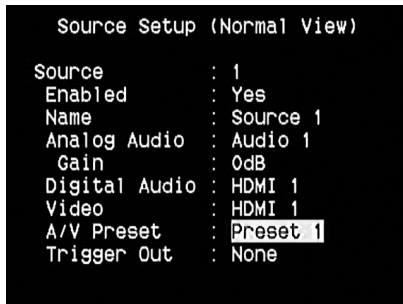 Source Setup (Normal View)
Source : 1
Enabled : Yes
Name : Source 1
Analog Audio : Audio 1
Gain : 0dB
Digital Audio : HDMI 1
Video : HDMI 1
A/V Preset : Preset 1
Trigger Out : None